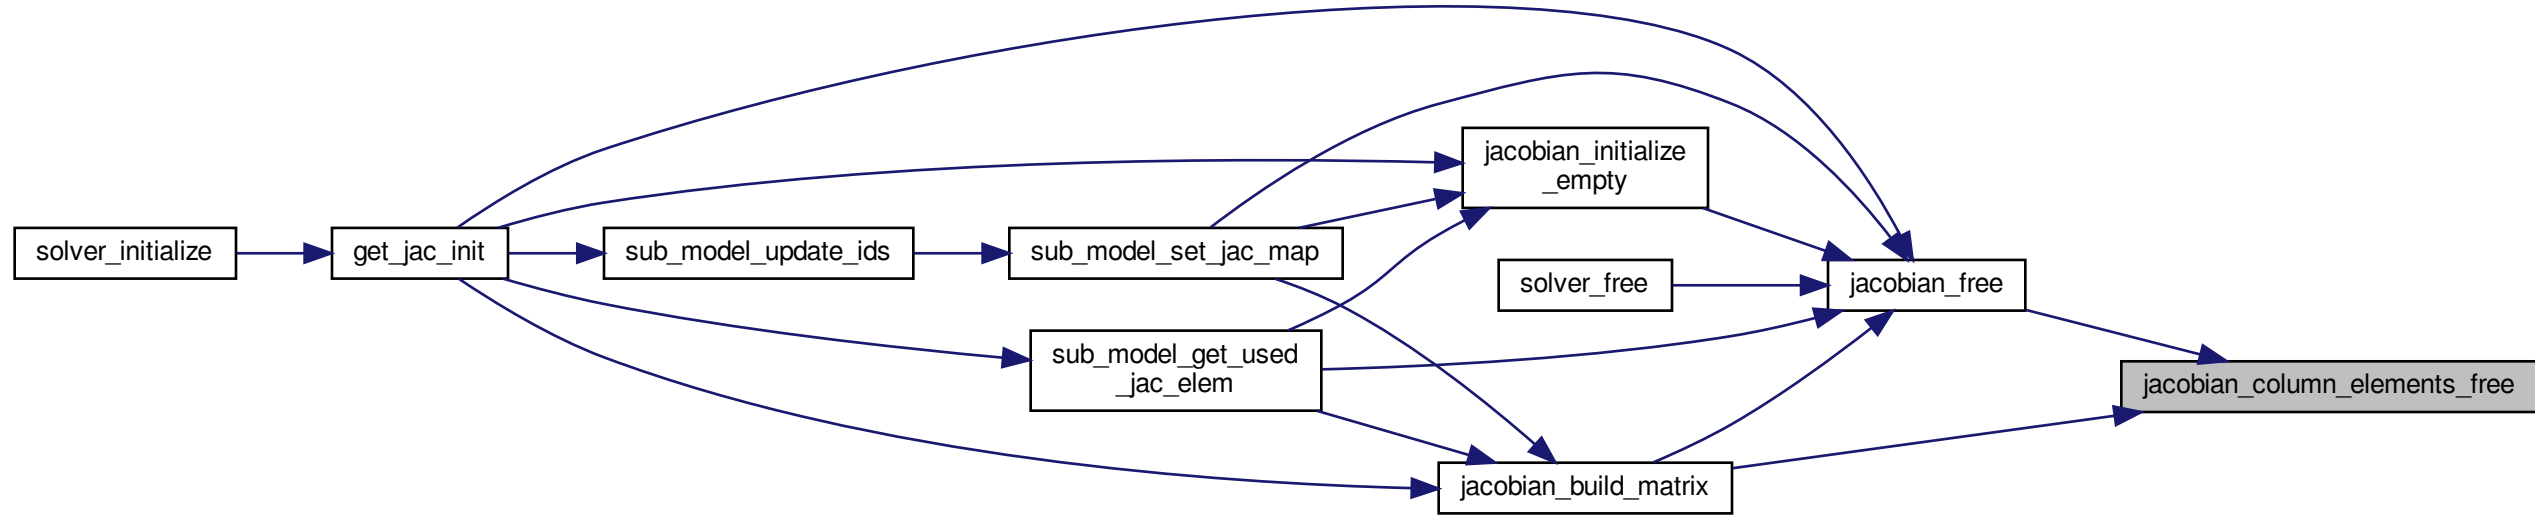 jacobian_initialize
_empty
solver_initialize
get_jac_init
sub_model_update_ids
sub_model_set_jac_map
solver_free
jacobian_free
sub_model_get_used
_jac_elem
jacobian_column_elements_free
jacobian_build_matrix